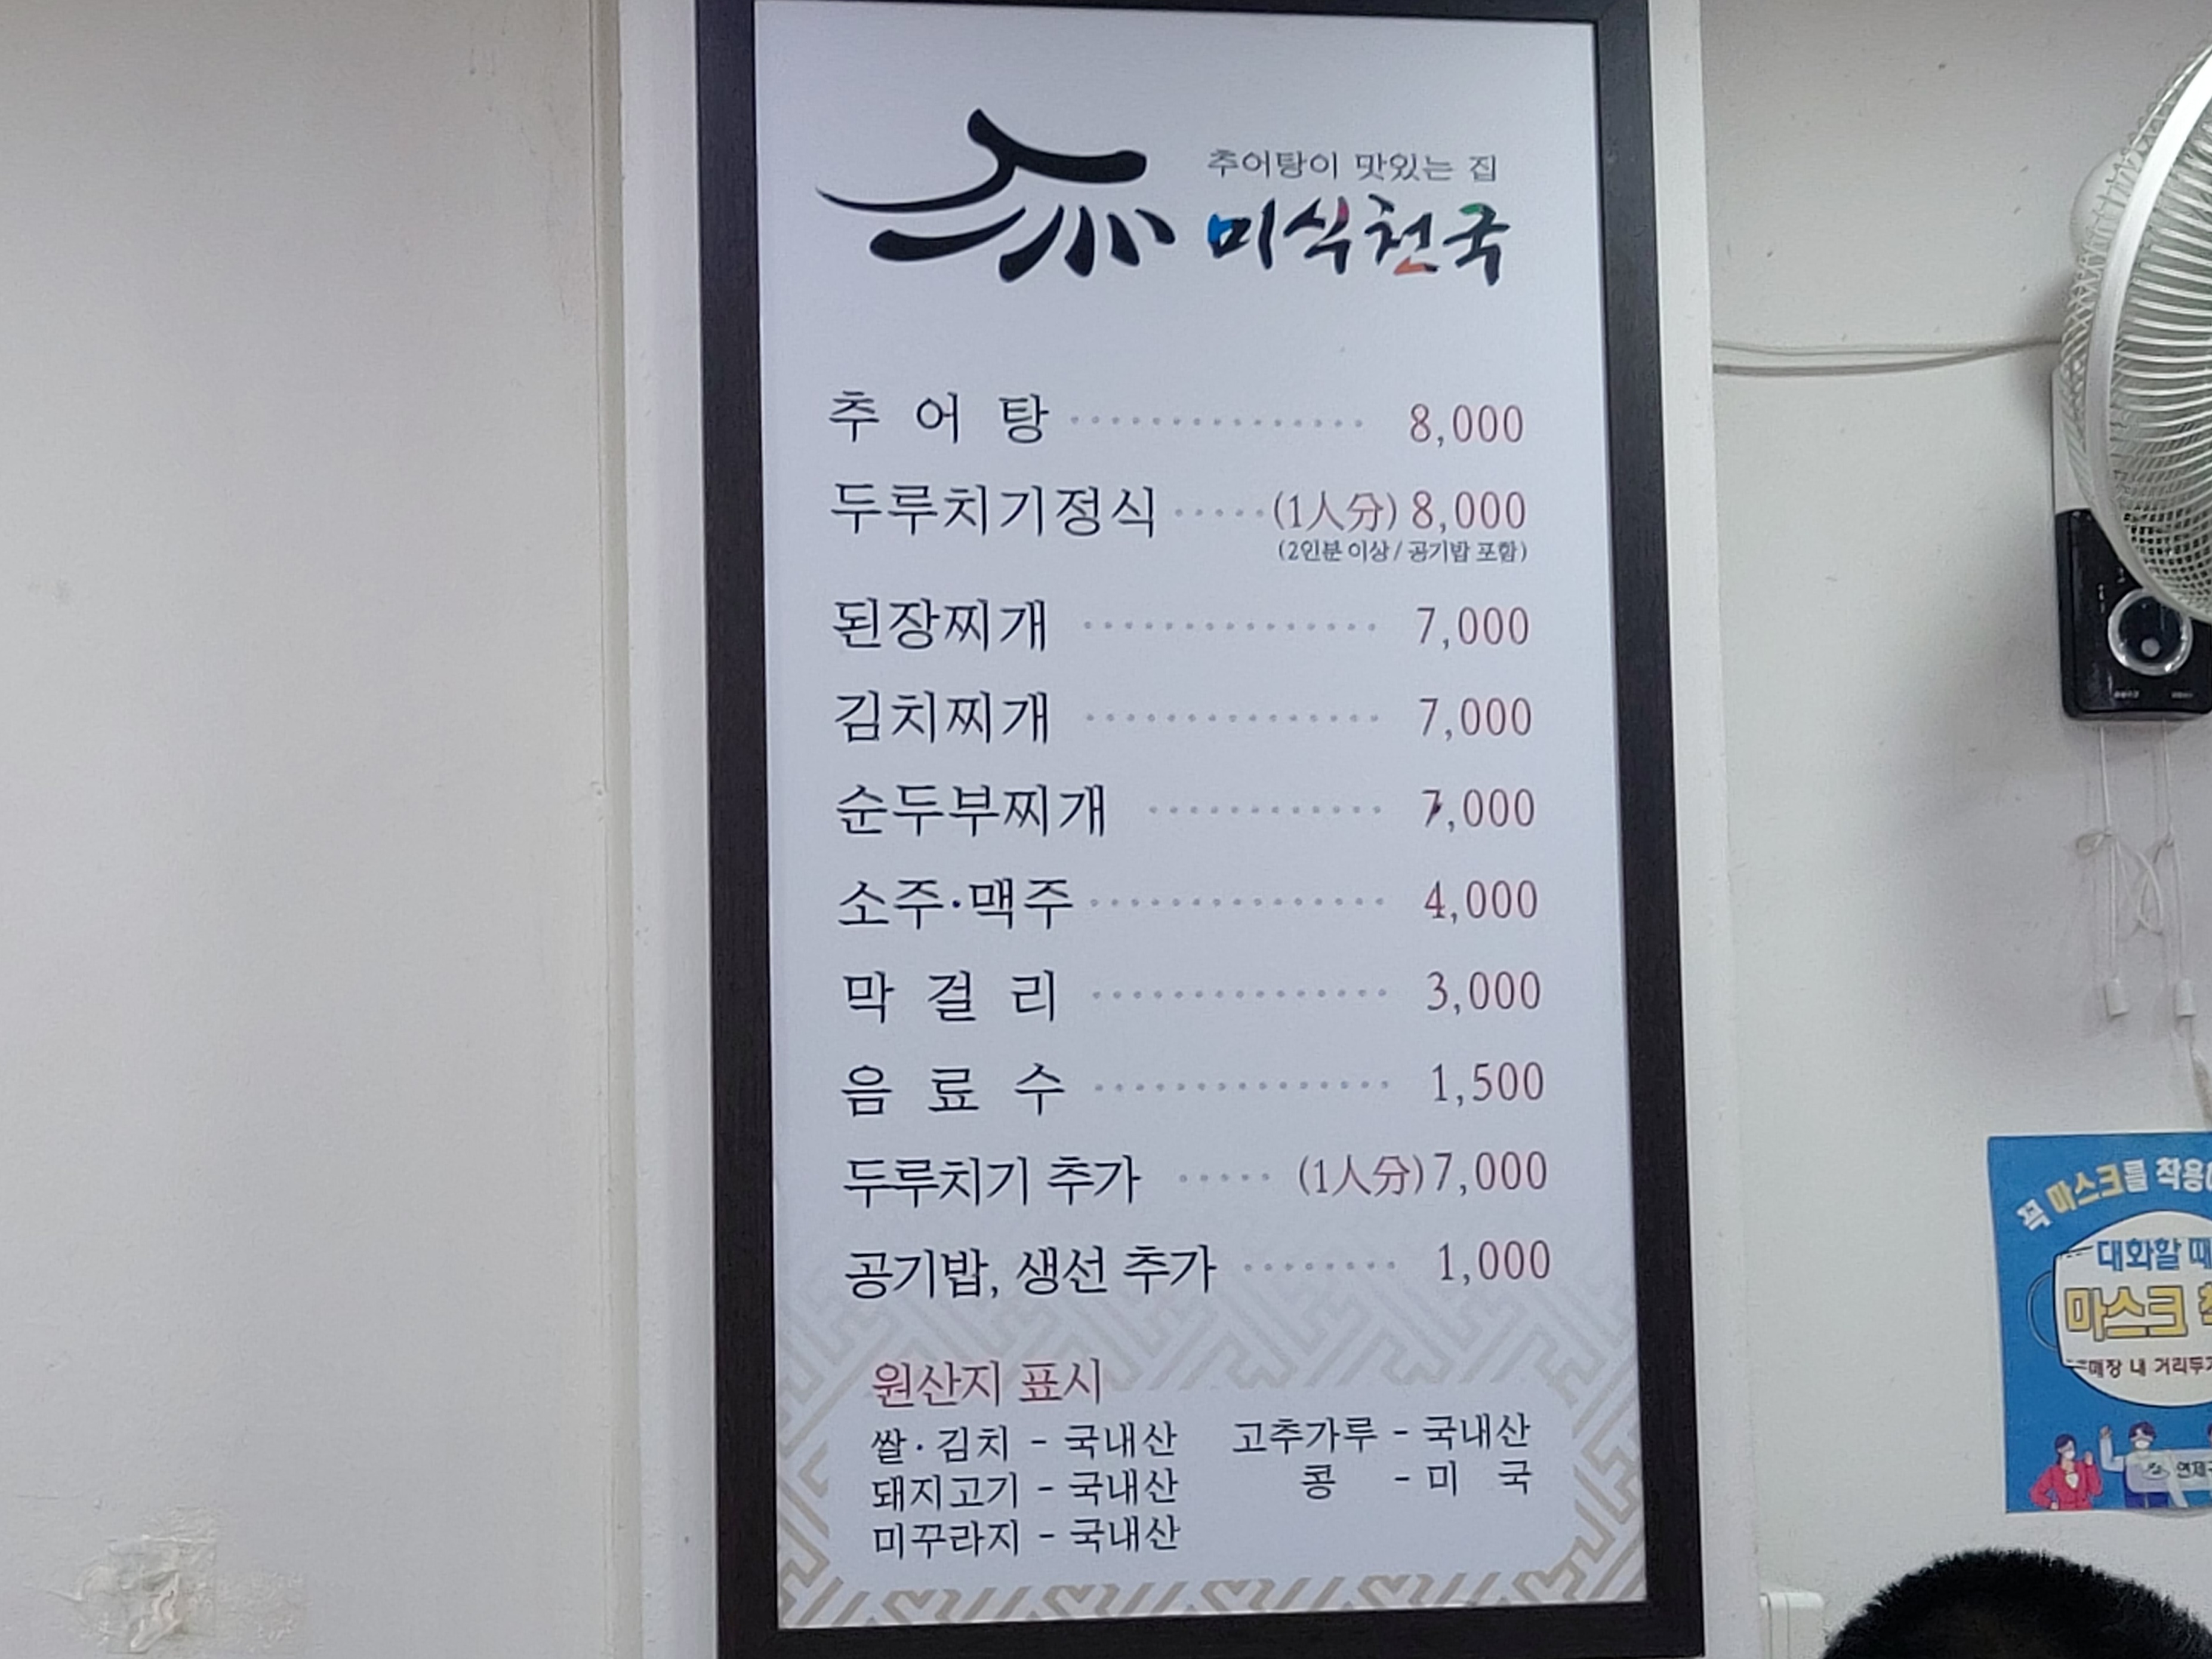 추어탕이 맛있는 집
미식천국
추 어 탕 8,000
두루치기정식 (1人分) 8,000
(2인분 이상 / 공기밥 포함)
된장찌개 7,000
김치찌개 7,000
순두부찌개 7,000
소주·맥주 4,000
막 걸 리 3,000
음 료 수 1,500
두루치기 추가 (1人分) 7,000
공기밥, 생선 추가 1,000
원산지 표시
쌀·김치 - 국내산 고추가루 - 국내산
돼지고기 - 국내산 콩 - 미 국
미꾸라지 - 국내산
꼭 마스크를
대화할 때
마스크
매장 내